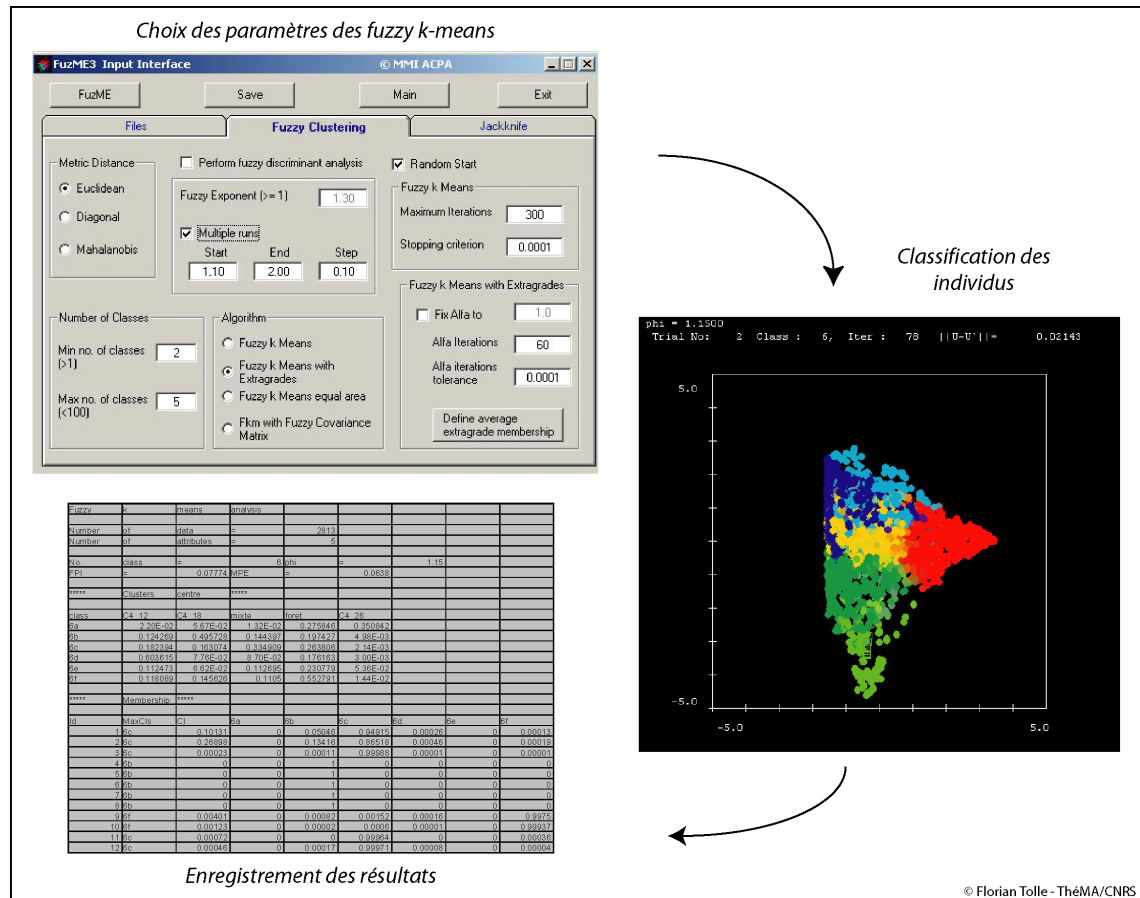 Choix des paramètres des fuzzy k-means
FuzME3 Input Interface © MMI ACPA
FuzME Save Main Exit
Files Fuzzy Clustering Jackknife
Metric Distance
Euclidean
Diagonal
Mahalanobis
Perform fuzzy discriminant analysis
Fuzzy Exponent (>= 1) 1.30
Multiple runs
Start End Step
1.10 2.00 0.10
Random Start
Fuzzy k Means
Maximum Iterations 300
Stopping criterion 0.0001
Number of Classes
Min no. of classes (>1) 2
Max no. of classes (<100) 5
Algorithm
Fuzzy k Means
Fuzzy k Means with
Extragrades
Fuzzy k Means equal area
Fkm with Fuzzy Covariance
Matrix
Fuzzy k Means with Extragrades
Fix Alfa to 1.0
Alfa Iterations 60
Alfa iterations
tolerance 0.0001
Define average
extragrade membership
Classification des
individus
phi = 1.1500
Trial No: 2 Class : 6, Iter : 78 ||U-U`||= 0.02143
5.0
-5.0
-5.0 5.0
Fuzzy k means analysis
Number of data = 2813
Number of attributes = 5
No. class = 6 phi = 1.15
FPI = 0.07774 MPE = 0.0638
***** Clusters centre *****
class C4_12 C4_18 mixte foret C4_26
6a 2.20E-02 5.67E-02 1.32E-02 0.275846 0.350842
6b 0.124269 0.495728 0.144397 0.197427 4.98E-03
6c 0.182394 0.163074 0.334909 0.263806 2.14E-03
6d 0.603615 7.76E-02 8.70E-02 0.176163 3.00E-03
6e 0.112473 6.62E-02 0.112695 0.230779 5.36E-02
6f 0.118089 0.145626 0.1105 0.552791 1.44E-02
***** Membership *****
Id MaxCls CI 6a 6b 6c 6d 6e 6f
1 6c 0.10131 0 0.05046 0.94915 0.00026 0 0.00013
2 6c 0.26898 0 0.13416 0.86518 0.00046 0 0.00019
3 6c 0.00023 0 0.00011 0.99988 0.00001 0 0.00001
4 6b 0 0 1 0 0 0 0
5 6b 0 0 1 0 0 0 0
6 6b 0 0 1 0 0 0 0
7 6b 0 0 1 0 0 0 0
8 6b 0 0 1 0 0 0 0
9 6f 0.00401 0 0.00082 0.00152 0.00016 0 0.9975
10 6f 0.00123 0 0.00002 0.0006 0.00001 0 0.99937
11 6c 0.00072 0 0 0.99964 0 0 0.00036
12 6c 0.00046 0 0.00017 0.99971 0.00008 0 0.00004
Enregistrement des résultats
© Florian Tolle - ThéMA/CNRS